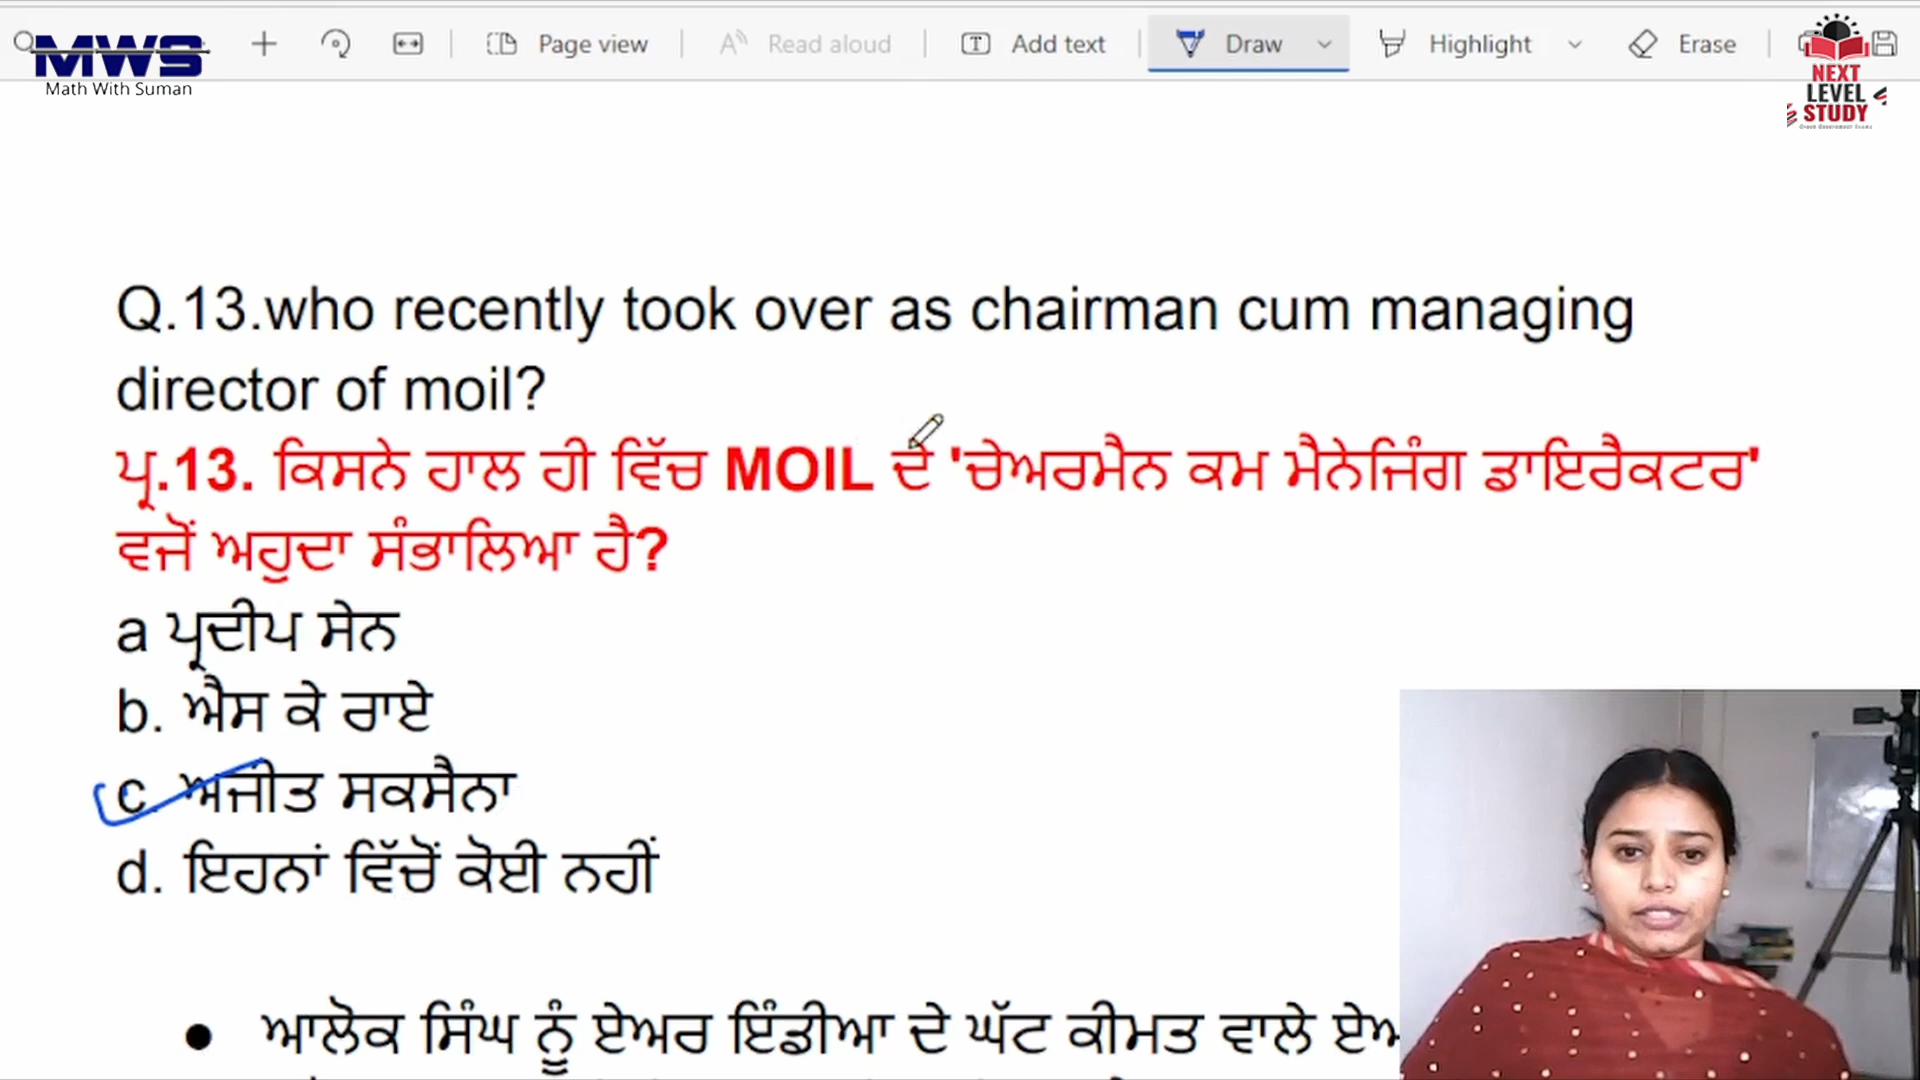 MWS
Math With Suman
Page view
Read aloud
Add text
Draw
Highlight
Erase
NEXT
LEVEL
STUDY
Q.13.who recently took over as chairman cum managing
director of moil?
ਪ੍ਰ.13. ਕਿਸਨੇ ਹਾਲ ਹੀ ਵਿੱਚ MOIL ਦੇ 'ਚੇਅਰਮੈਨ ਕਮ ਮੈਨੇਜਿੰਗ ਡਾਇਰੈਕਟਰ'
ਵਜੋਂ ਅਹੁਦਾ ਸੰਭਾਲਿਆ ਹੈ?
a ਪ੍ਰਦੀਪ ਸੇਨ
b. ਐਸ ਕੇ ਰਾਏ
c. ਅਜੀਤ ਸਕਸੈਨਾ
d. ਇਹਨਾਂ ਵਿੱਚੋਂ ਕੋਈ ਨਹੀਂ
● ਆਲੋਕ ਸਿੰਘ ਨੂੰ ਏਅਰ ਇੰਡੀਆ ਦੇ ਘੱਟ ਕੀਮਤ ਵਾਲੇ